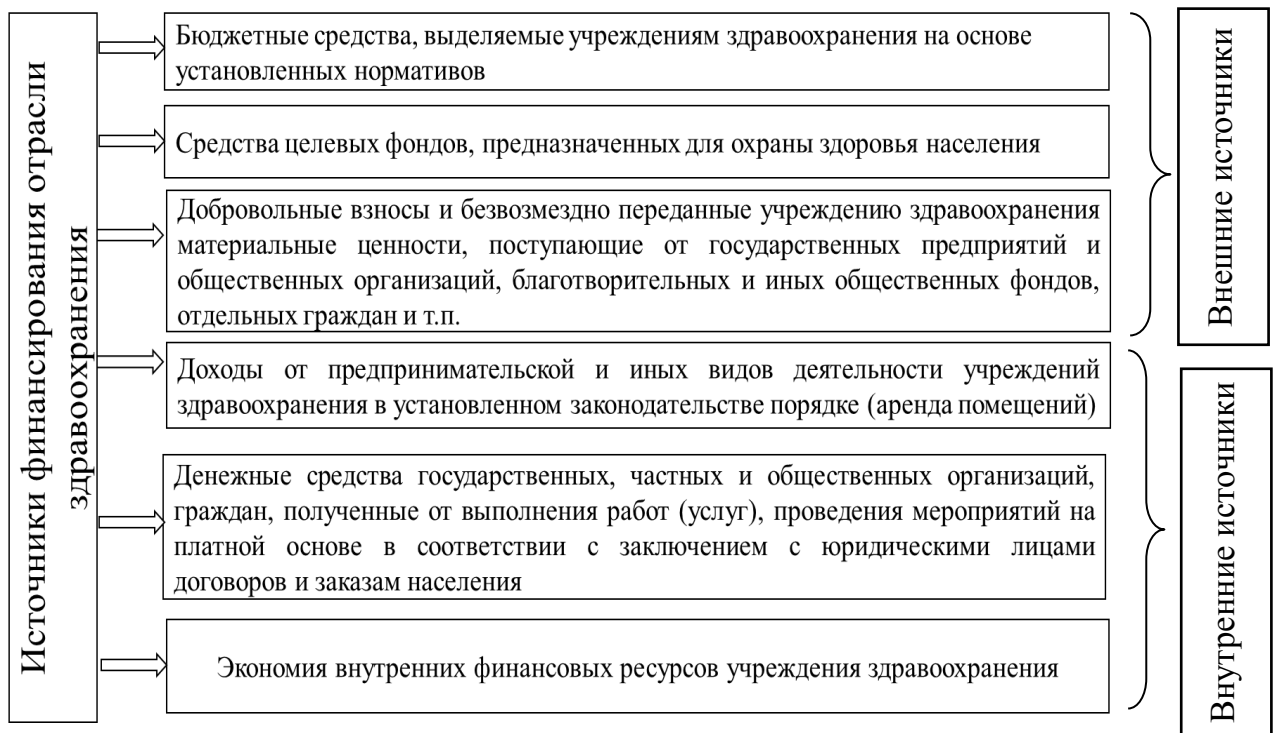 Источники финансирования отрасли
здравоохранения
Бюджетные средства, выделяемые учреждениям здравоохранения на основе
установленных нормативов
Средства целевых фондов, предназначенных для охраны здоровья населения
Добровольные взносы и безвозмездно переданные учреждению здравоохранения
материальные ценности, поступающие от государственных предприятий и
общественных организаций, благотворительных и иных общественных фондов,
отдельных граждан и т.п.
Доходы от предпринимательской и иных видов деятельности учреждений
здравоохранения в установленном законодательстве порядке (аренда помещений)
Денежные средства государственных, частных и общественных организаций,
граждан, полученные от выполнения работ (услуг), проведения мероприятий на
платной основе в соответствии с заключением с юридическими лицами
договоров и заказам населения
Экономия внутренних финансовых ресурсов учреждения здравоохранения
Внешние источники
Внутренние источники